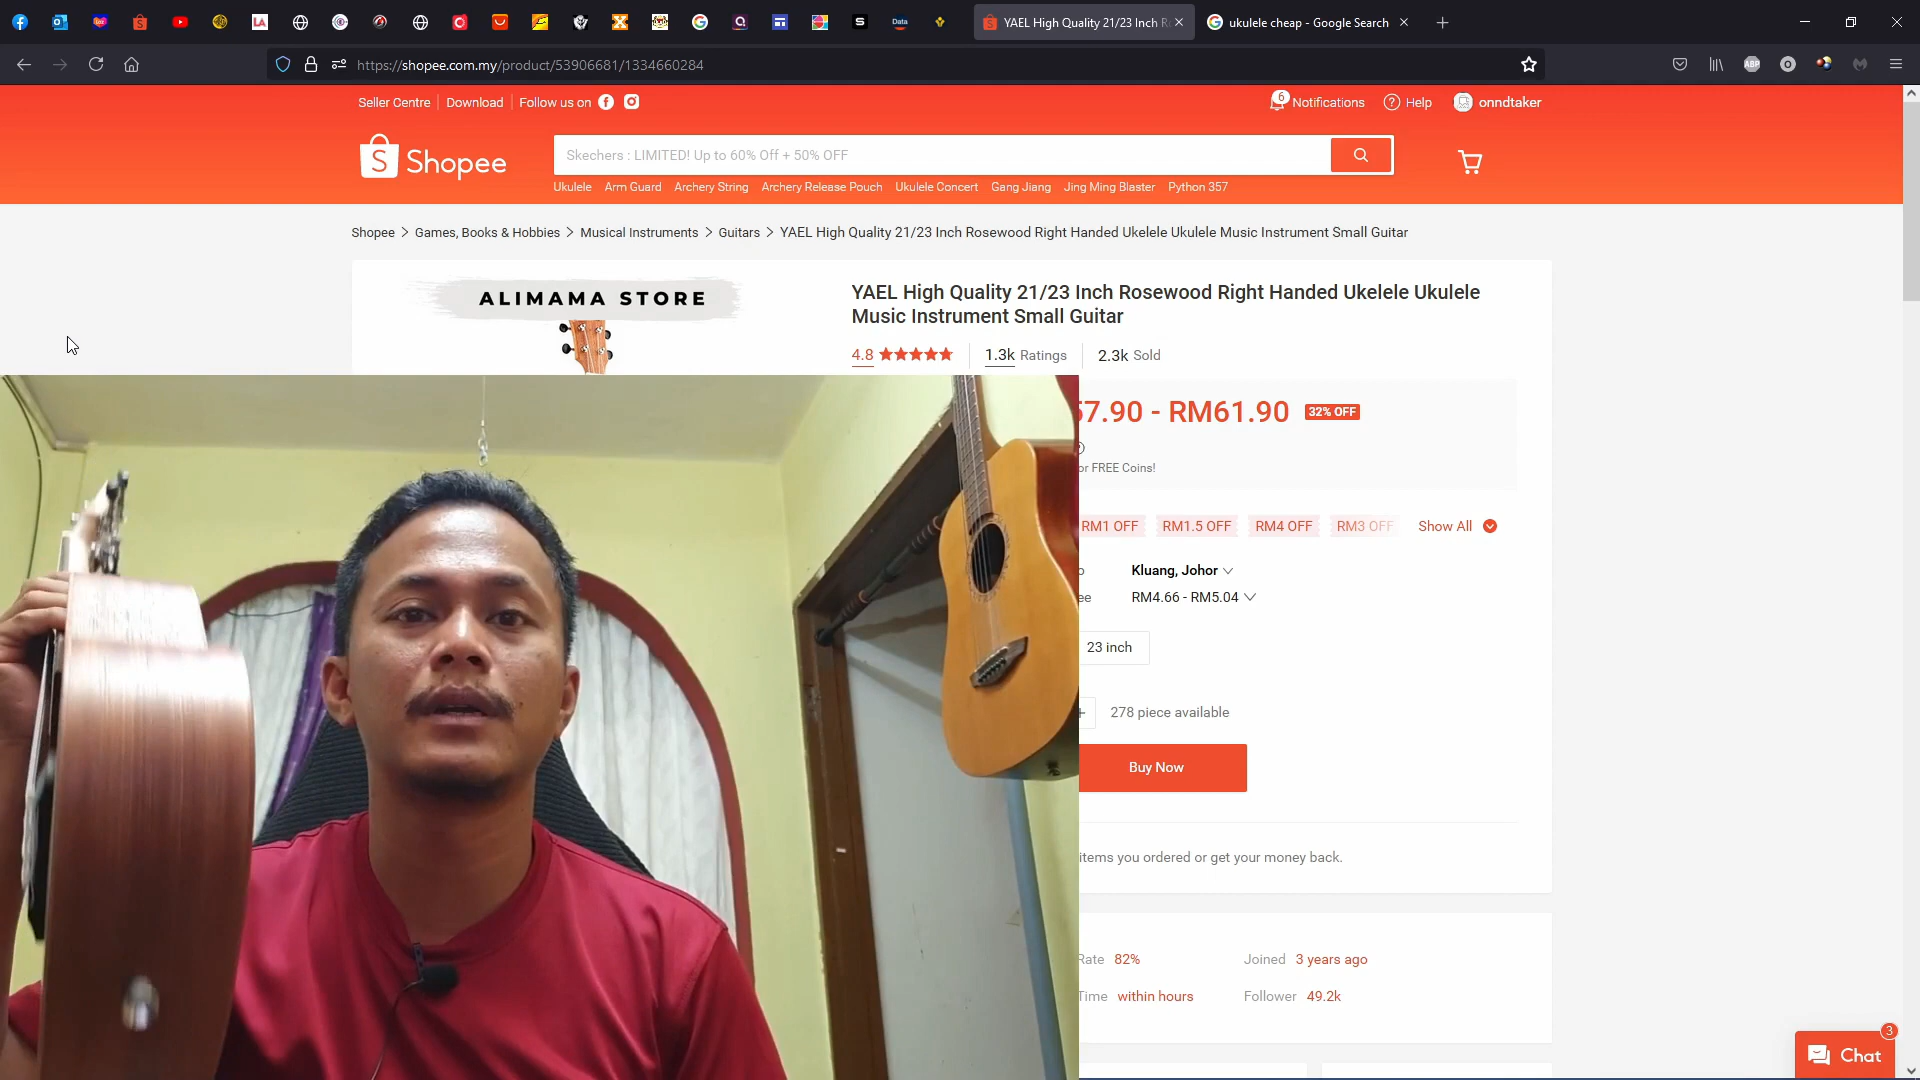 YAEL High Quality 21/23 Inch R
ukulele cheap - Google Search
https://shopee.com.my/product/53906681/1334660284
Seller Centre
Download
Follow us on
6
Notifications
Help
onndtaker
Shopee
Skechers : LIMITED! Up to 60% Off + 50% OFF
Ukulele Arm Guard Archery String Archery Release Pouch Ukulele Concert Gang Jiang Jing Ming Blaster Python 357
Shopee > Games, Books & Hobbies > Musical Instruments > Guitars > YAEL High Quality 21/23 Inch Rosewood Right Handed Ukelele Ukulele Music Instrument Small Guitar
ALIMAMA STORE
YAEL High Quality 21/23 Inch Rosewood Right Handed Ukelele Ukulele
Music Instrument Small Guitar
4.8
1.3k Ratings
2.3k Sold
57.90 - RM61.90
32% OFF
or FREE Coins!
RM1 OFF RM1.5 OFF RM4 OFF RM3 OFF Show All
Kluang, Johor
RM4.66 - RM5.04
23 inch
+ 278 piece available
Buy Now
items you ordered or get your money back.
Rate 82%
Joined 3 years ago
Time within hours
Follower 49.2k
3
Chat